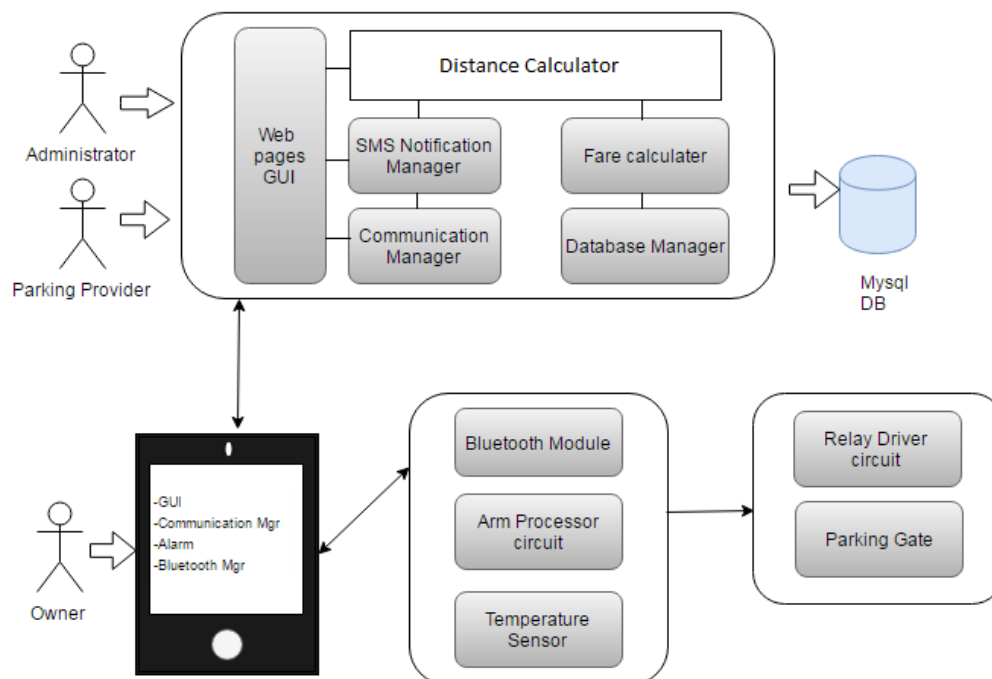 Distance Calculator
Administrator
Web
pages
GUI
SMS Notification
Manager
Fare calculater
Parking Provider
Communication
Manager
Database Manager
Mysql
DB
-GUI
-Communication Mgr
-Alarm
-Bluetooth Mgr
Owner
Bluetooth Module
Arm Processor
circuit
Temperature
Sensor
Relay Driver
circuit
Parking Gate